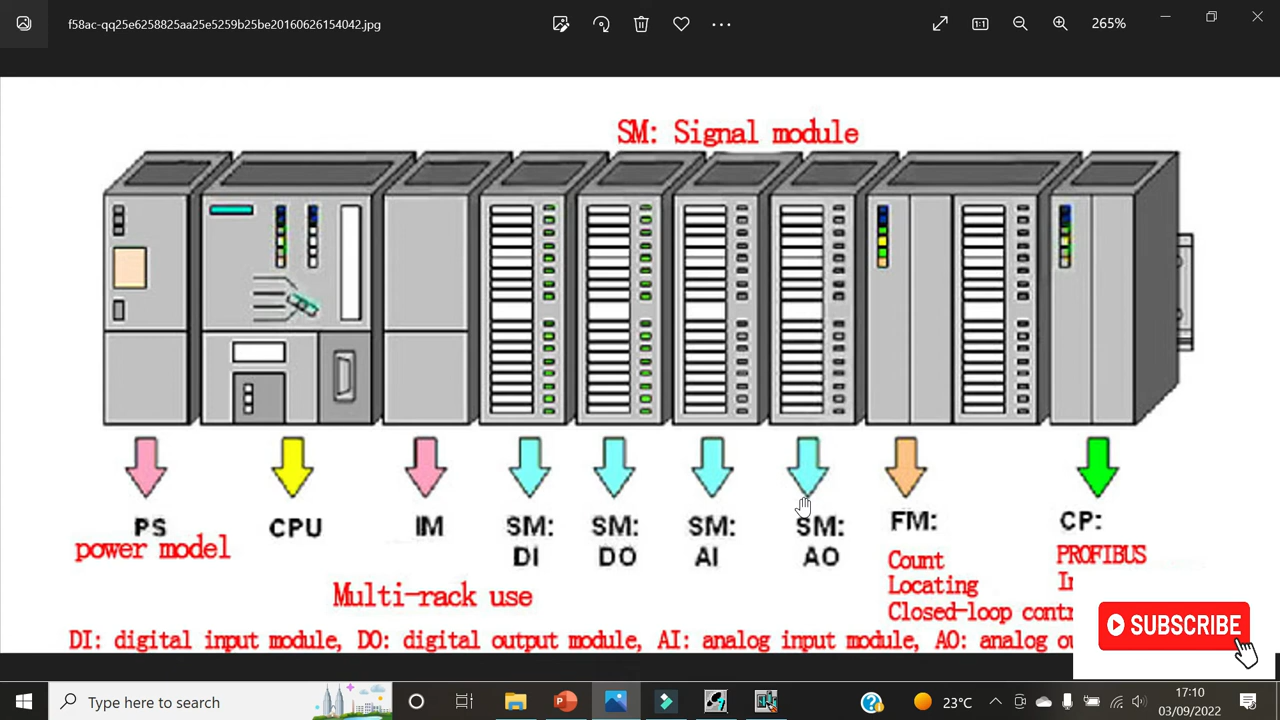 f58ac-qq25e6258825aa25e5259b25be20160626154042.jpg
265%
SM: Signal module
PS
CPU
IM
SM:
DI
SM:
DO
SM:
AI
SM:
AO
FM:
CP:
power model
Count
Locating
Closed-loop
PROFIBUS
Multi-rack use
DI: digital input module, DO: digital output module, AI: analog input module, AO: analog
SUBSCRIBE
Type here to search
23°C
17:10
03/09/2022